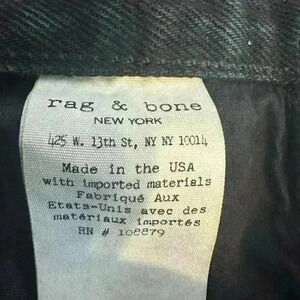 rag & bone
NEW YORK
425 W. 13th St, NY NY 10014
Made in the USA
with imported materials
Fabriqué Aux
Etats-Unis avec des
matériaux importés
RN # 108879